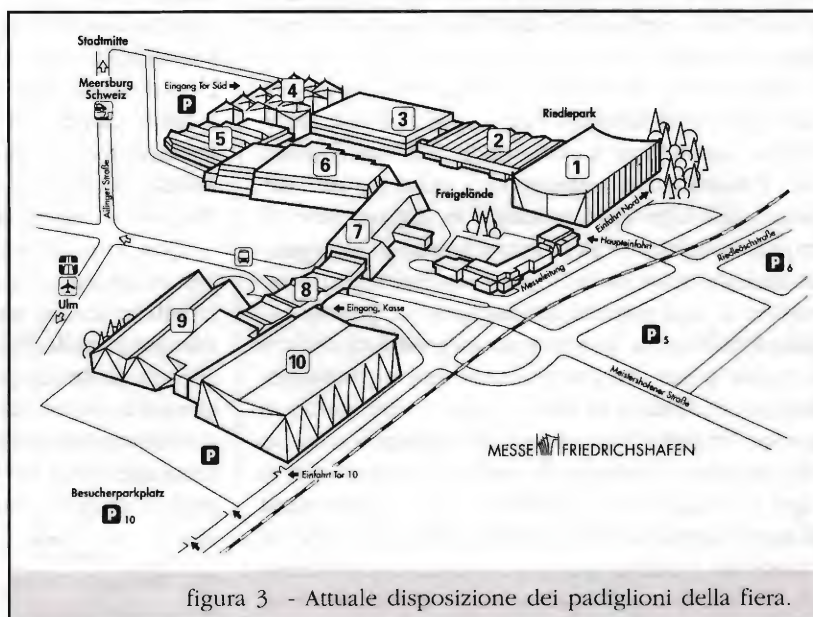 Stadtmitte
Meersburg
Schweiz
Eingang Tor Süd
P
4
3
Riedlepark
2
5
1
6
Ailinger Straße
Freigelände
Einfahrt Nord
7
Haupteinfahrt
Riedleöschstraße
Messeleitung
P 6
Ulm
8
Eingang, Kasse
9
P 5
10
Meistershofener Straße
MESSE FRIEDRICHSHAFEN
P
Einfahrt Tor 10
Besucherparkplatz
P 10
figura 3 - Attuale disposizione dei padiglioni della fiera.